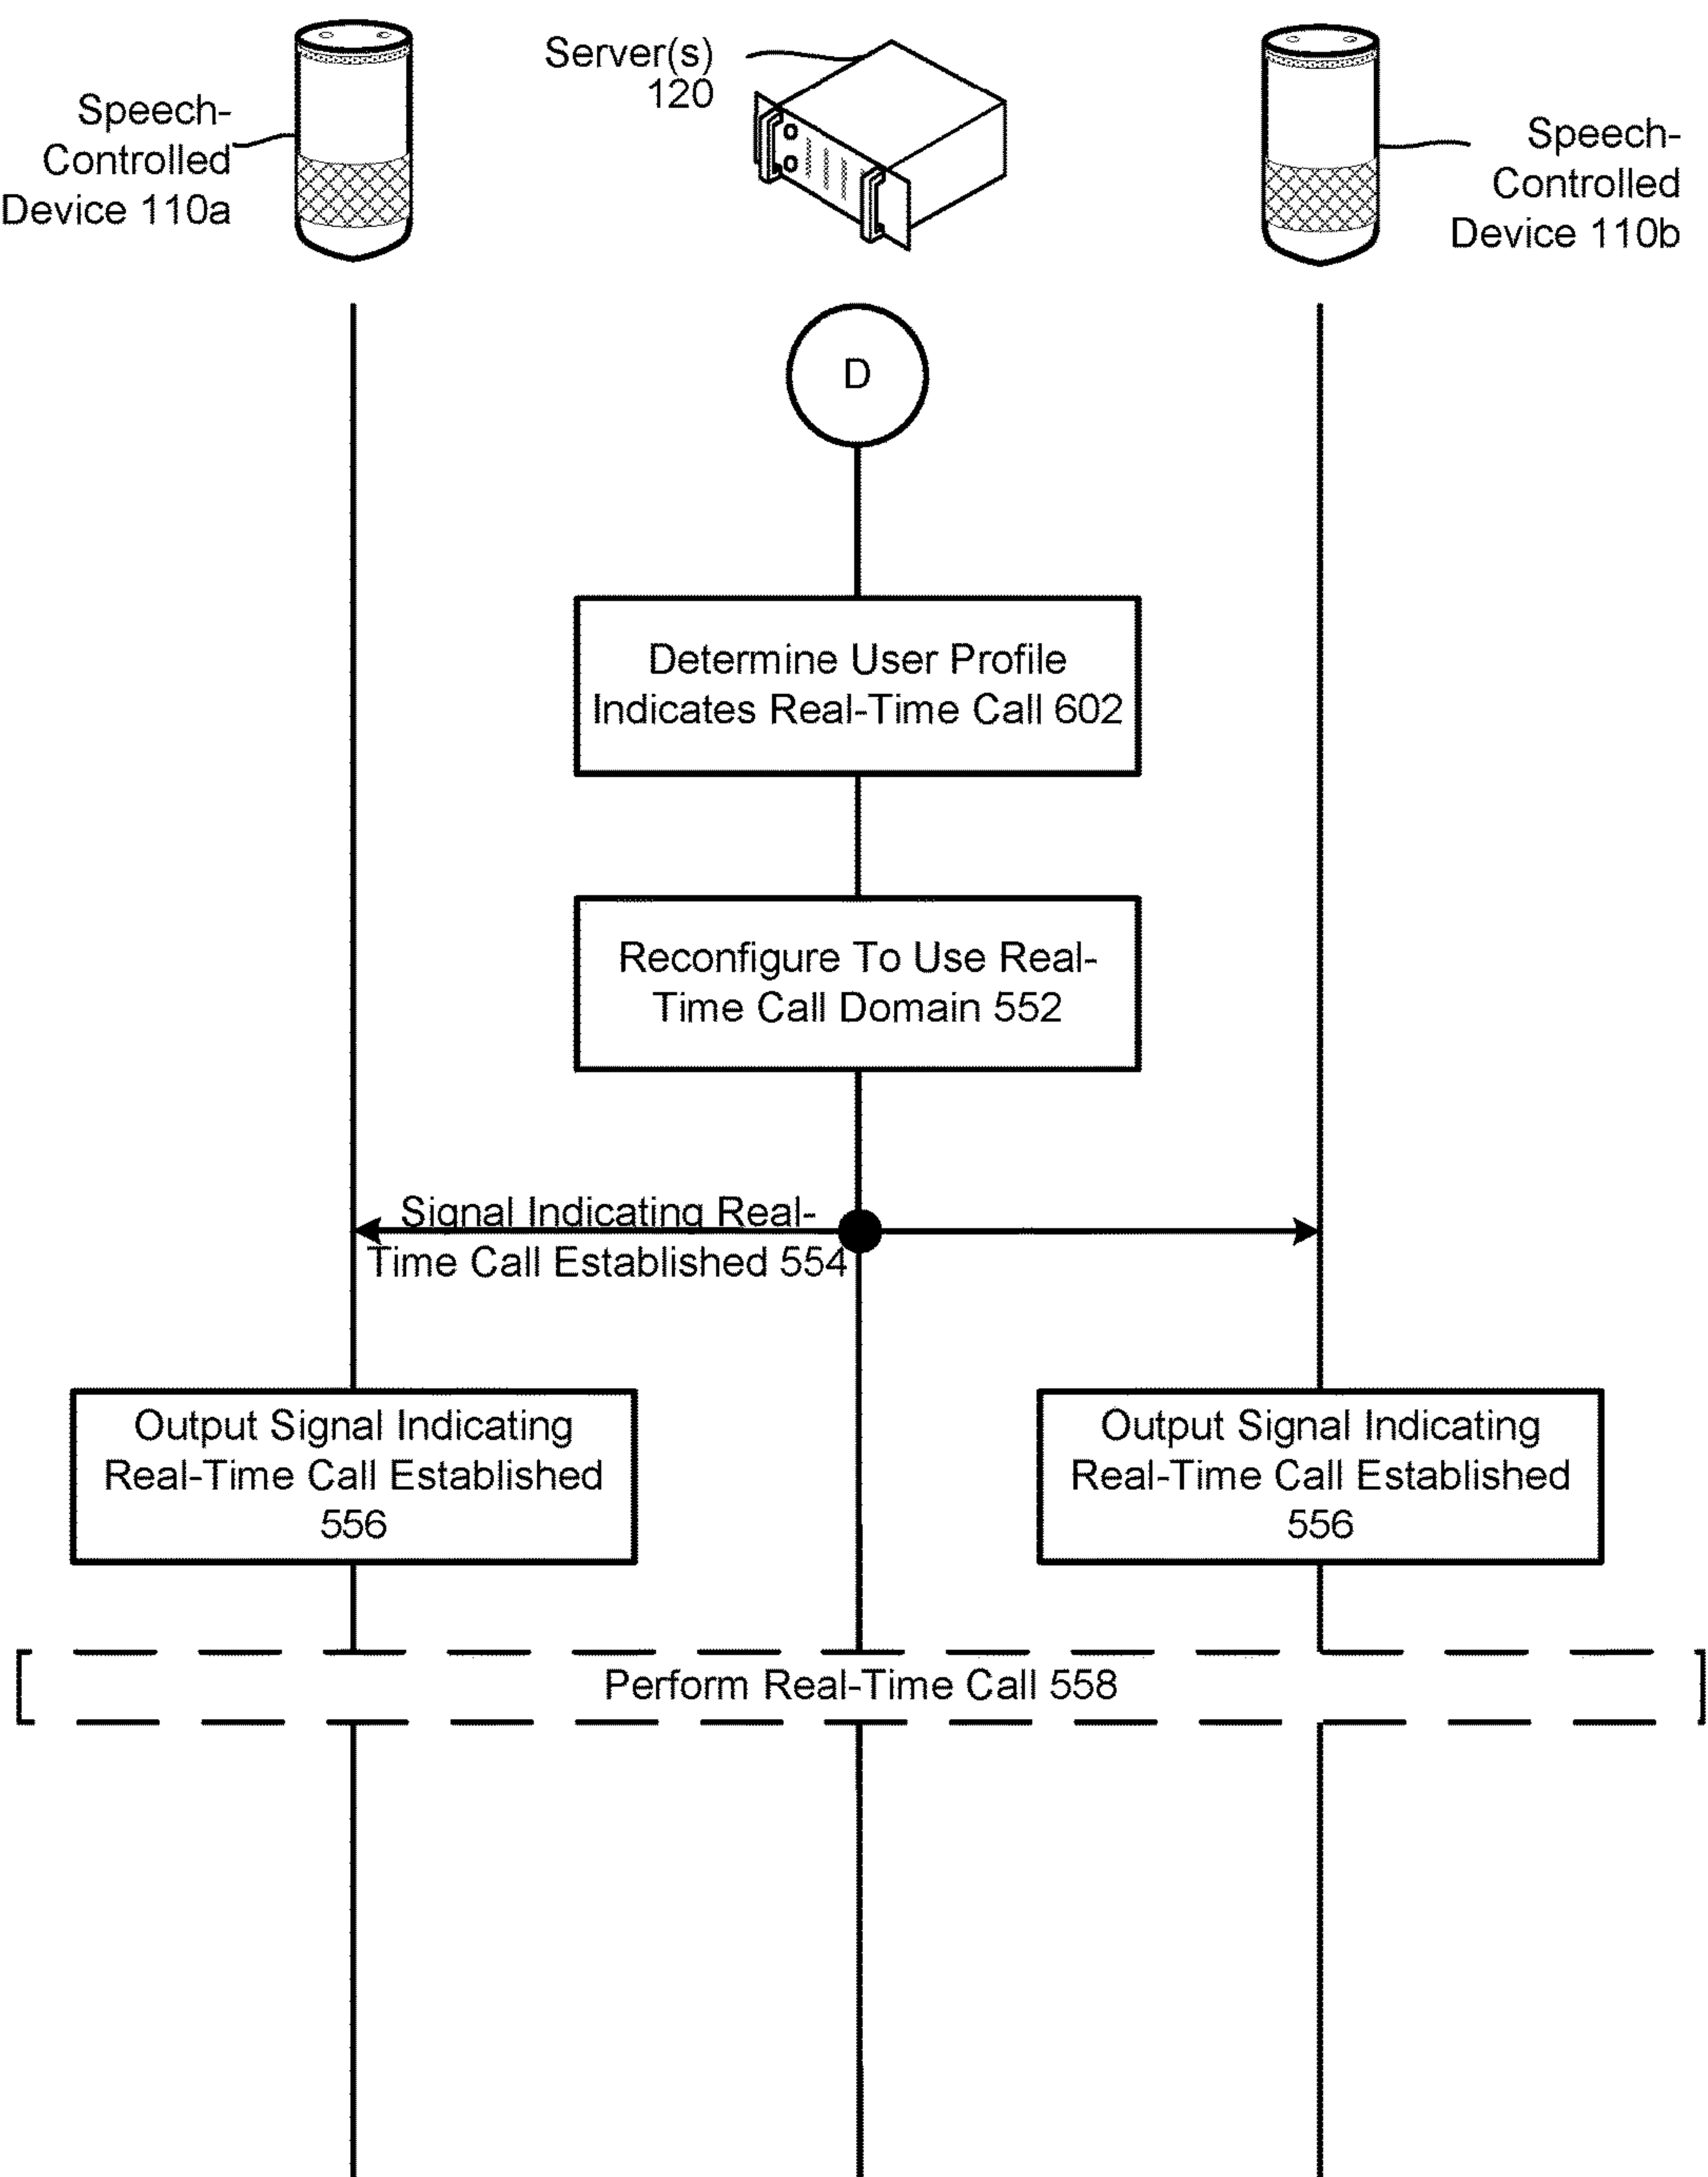 Speech-
Controlled
Device 110a
Server(s)
120
Speech-
Controlled
Device 110b
D
Determine User Profile
Indicates Real-Time Call 602
Reconfigure To Use Real-
Time Call Domain 552
Signal Indicating Real-
Time Call Established 554
Output Signal Indicating
Real-Time Call Established
556
Output Signal Indicating
Real-Time Call Established
556
Perform Real-Time Call 558